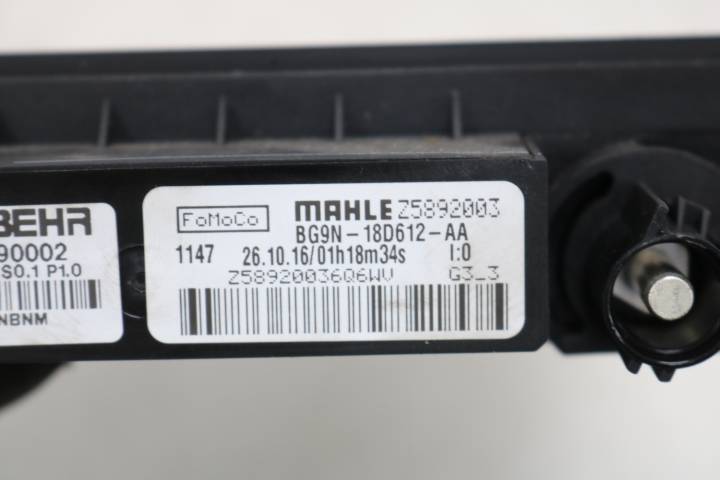 BEHR
90002
S0.1 P1.0
NBNM
FoMoCo MAHLE Z5892003
BG9N-18D612-AA
1147 26.10.16/01h18m34s I:0
Z58920036Q6WV G3_3